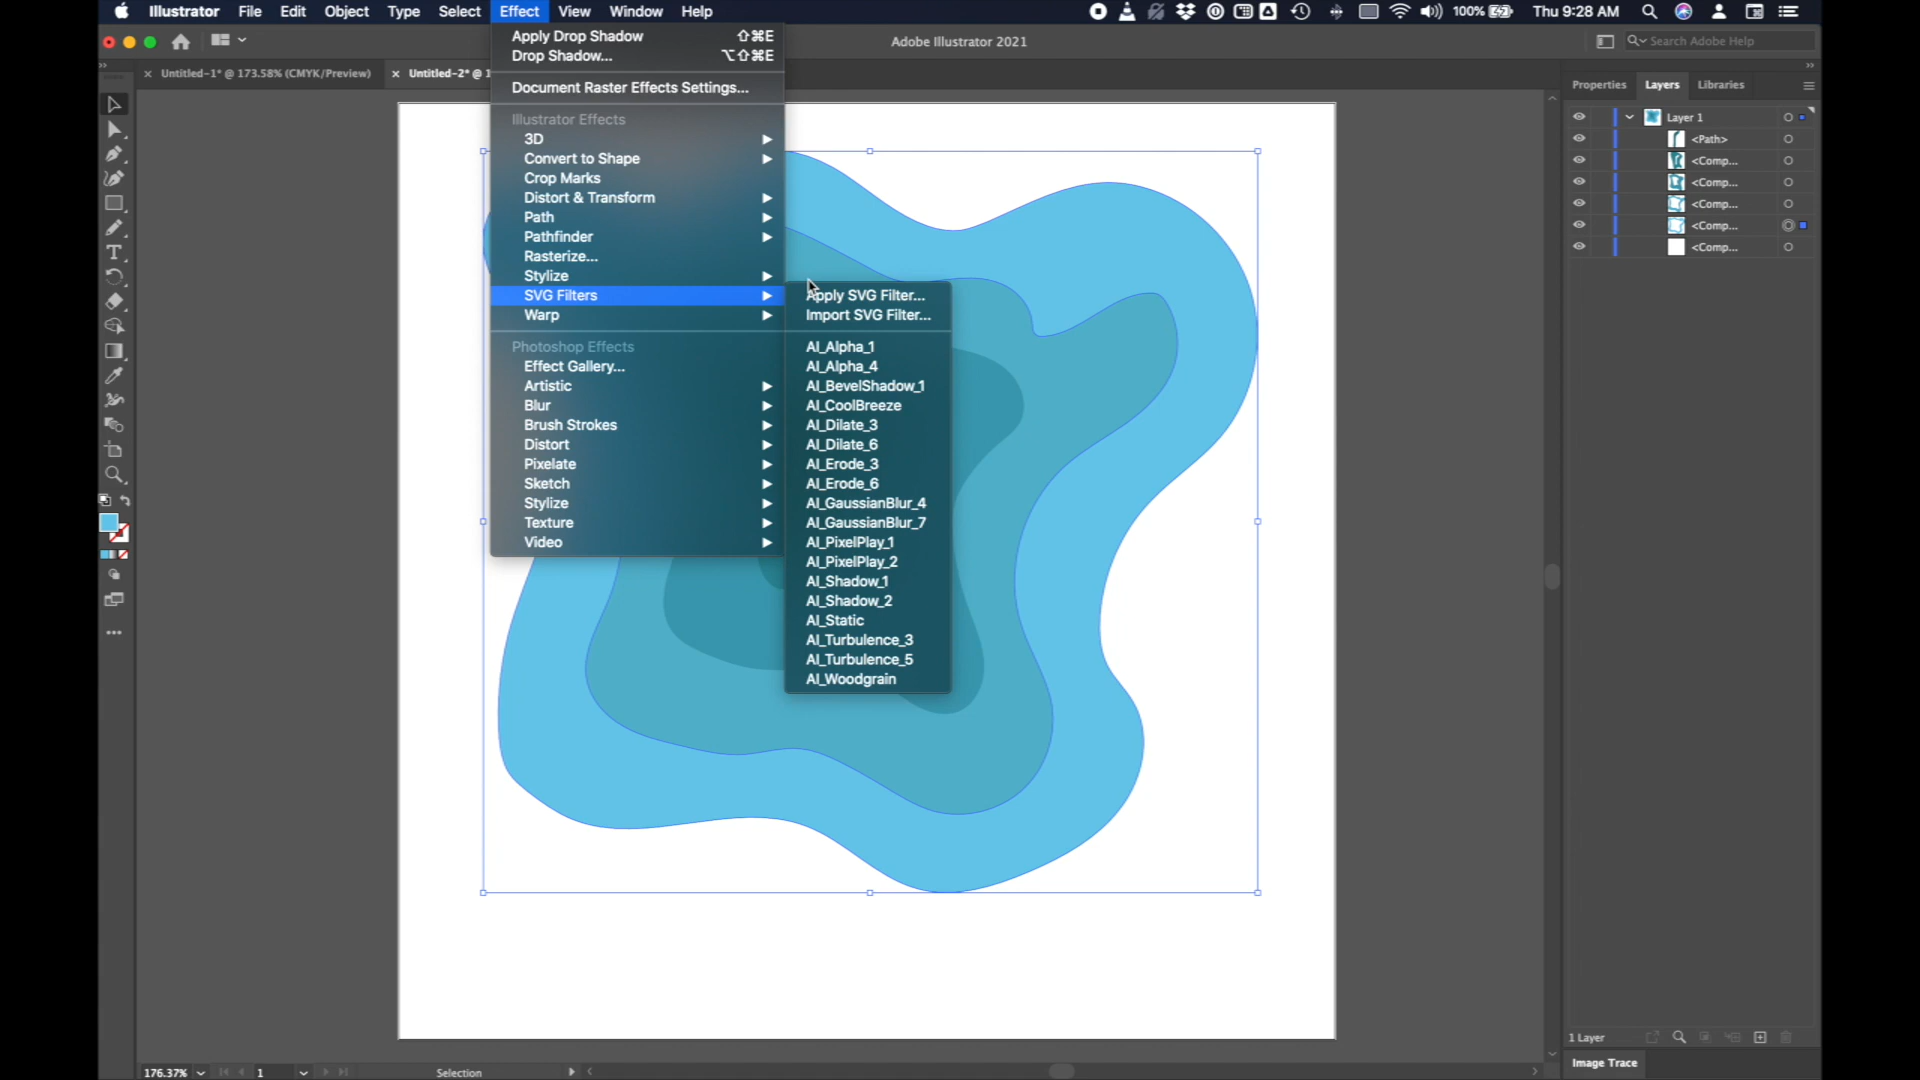 Illustrator File Edit Object Type Select Effect View Window Help 100% Thu 9:28 AM
Adobe Illustrator 2021
Search Adobe Help
× Untitled-1* @ 173.58% (CMYK/Preview) × Untitled-2* @ 1
Apply Drop Shadow ⇧⌘E
Drop Shadow... ⌥⇧⌘E
Document Raster Effects Settings...
Illustrator Effects
3D
Convert to Shape
Crop Marks
Distort & Transform
Path
Pathfinder
Rasterize...
Stylize
SVG Filters
Warp
Photoshop Effects
Effect Gallery...
Artistic
Blur
Brush Strokes
Distort
Pixelate
Sketch
Stylize
Texture
Video
Apply SVG Filter...
Import SVG Filter...
AI_Alpha_1
AI_Alpha_4
AI_BevelShadow_1
AI_CoolBreeze
AI_Dilate_3
AI_Dilate_6
AI_Erode_3
AI_Erode_6
AI_GaussianBlur_4
AI_GaussianBlur_7
AI_PixelPlay_1
AI_PixelPlay_2
AI_Shadow_1
AI_Shadow_2
AI_Static
AI_Turbulence_3
AI_Turbulence_5
AI_Woodgrain
Properties Layers Libraries
Layer 1
<Path>
<Comp...
<Comp...
<Comp...
<Comp...
<Comp...
1 Layer
Image Trace
176.37% 1 Selection